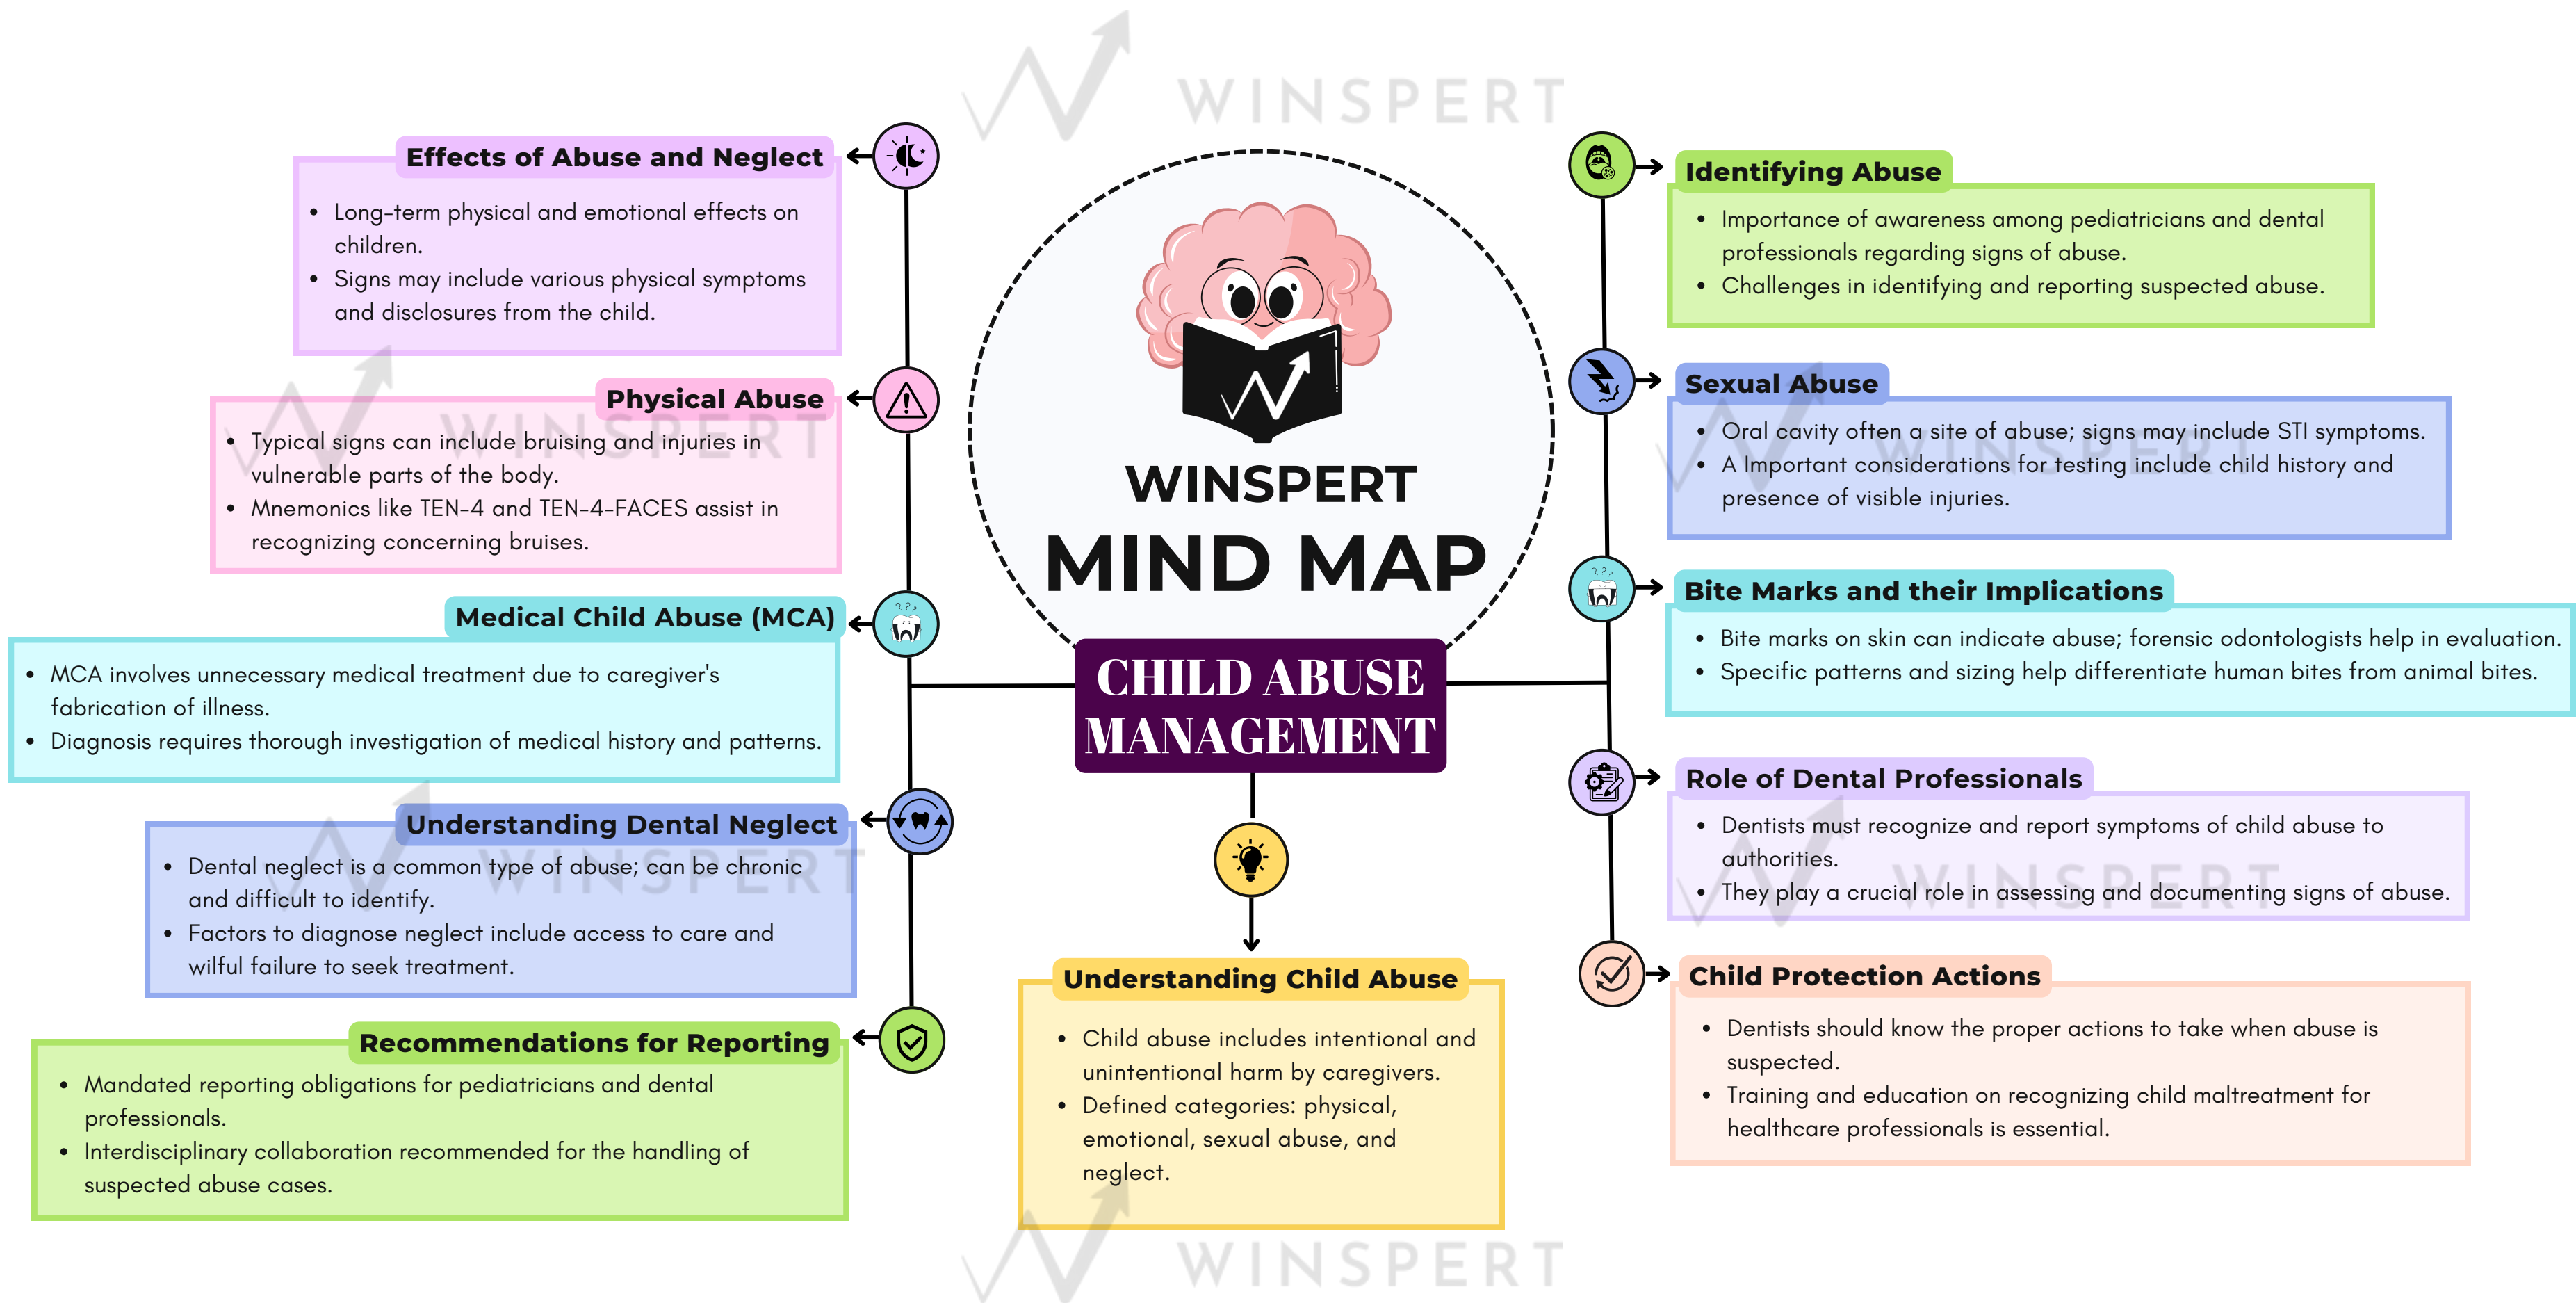 WINSPERT
Effects of Abuse and Neglect
• Long-term physical and emotional effects on
children.
• Signs may include various physical symptoms
and disclosures from the child.
Physical Abuse
• Typical signs can include bruising and injuries in
vulnerable parts of the body.
• Mnemonics like TEN-4 and TEN-4-FACES assist in
recognizing concerning bruises.
WINSPERT
Medical Child Abuse (MCA)
• MCA involves unnecessary medical treatment due to caregiver's
fabrication of illness.
• Diagnosis requires thorough investigation of medical history and patterns.
Understanding Dental Neglect
• Dental neglect is a common type of abuse; can be chronic
and difficult to identify.
• Factors to diagnose neglect include access to care and
wilful failure to seek treatment.
WINSPERT
Recommendations for Reporting
• Mandated reporting obligations for pediatricians and dental
professionals.
• Interdisciplinary collaboration recommended for the handling of
suspected abuse cases.
WINSPERT
MIND MAP
CHILD ABUSE
MANAGEMENT
Understanding Child Abuse
• Child abuse includes intentional and
unintentional harm by caregivers.
• Defined categories: physical,
emotional, sexual abuse, and
neglect.
WINSPERT
Identifying Abuse
• Importance of awareness among pediatricians and dental
professionals regarding signs of abuse.
• Challenges in identifying and reporting suspected abuse.
Sexual Abuse
• Oral cavity often a site of abuse; signs may include STI symptoms.
• A Important considerations for testing include child history and
presence of visible injuries.
WINSPERT
Bite Marks and their Implications
• Bite marks on skin can indicate abuse; forensic odontologists help in evaluation.
• Specific patterns and sizing help differentiate human bites from animal bites.
Role of Dental Professionals
• Dentists must recognize and report symptoms of child abuse to
authorities.
• They play a crucial role in assessing and documenting signs of abuse.
WINSPERT
Child Protection Actions
• Dentists should know the proper actions to take when abuse is
suspected.
• Training and education on recognizing child maltreatment for
healthcare professionals is essential.